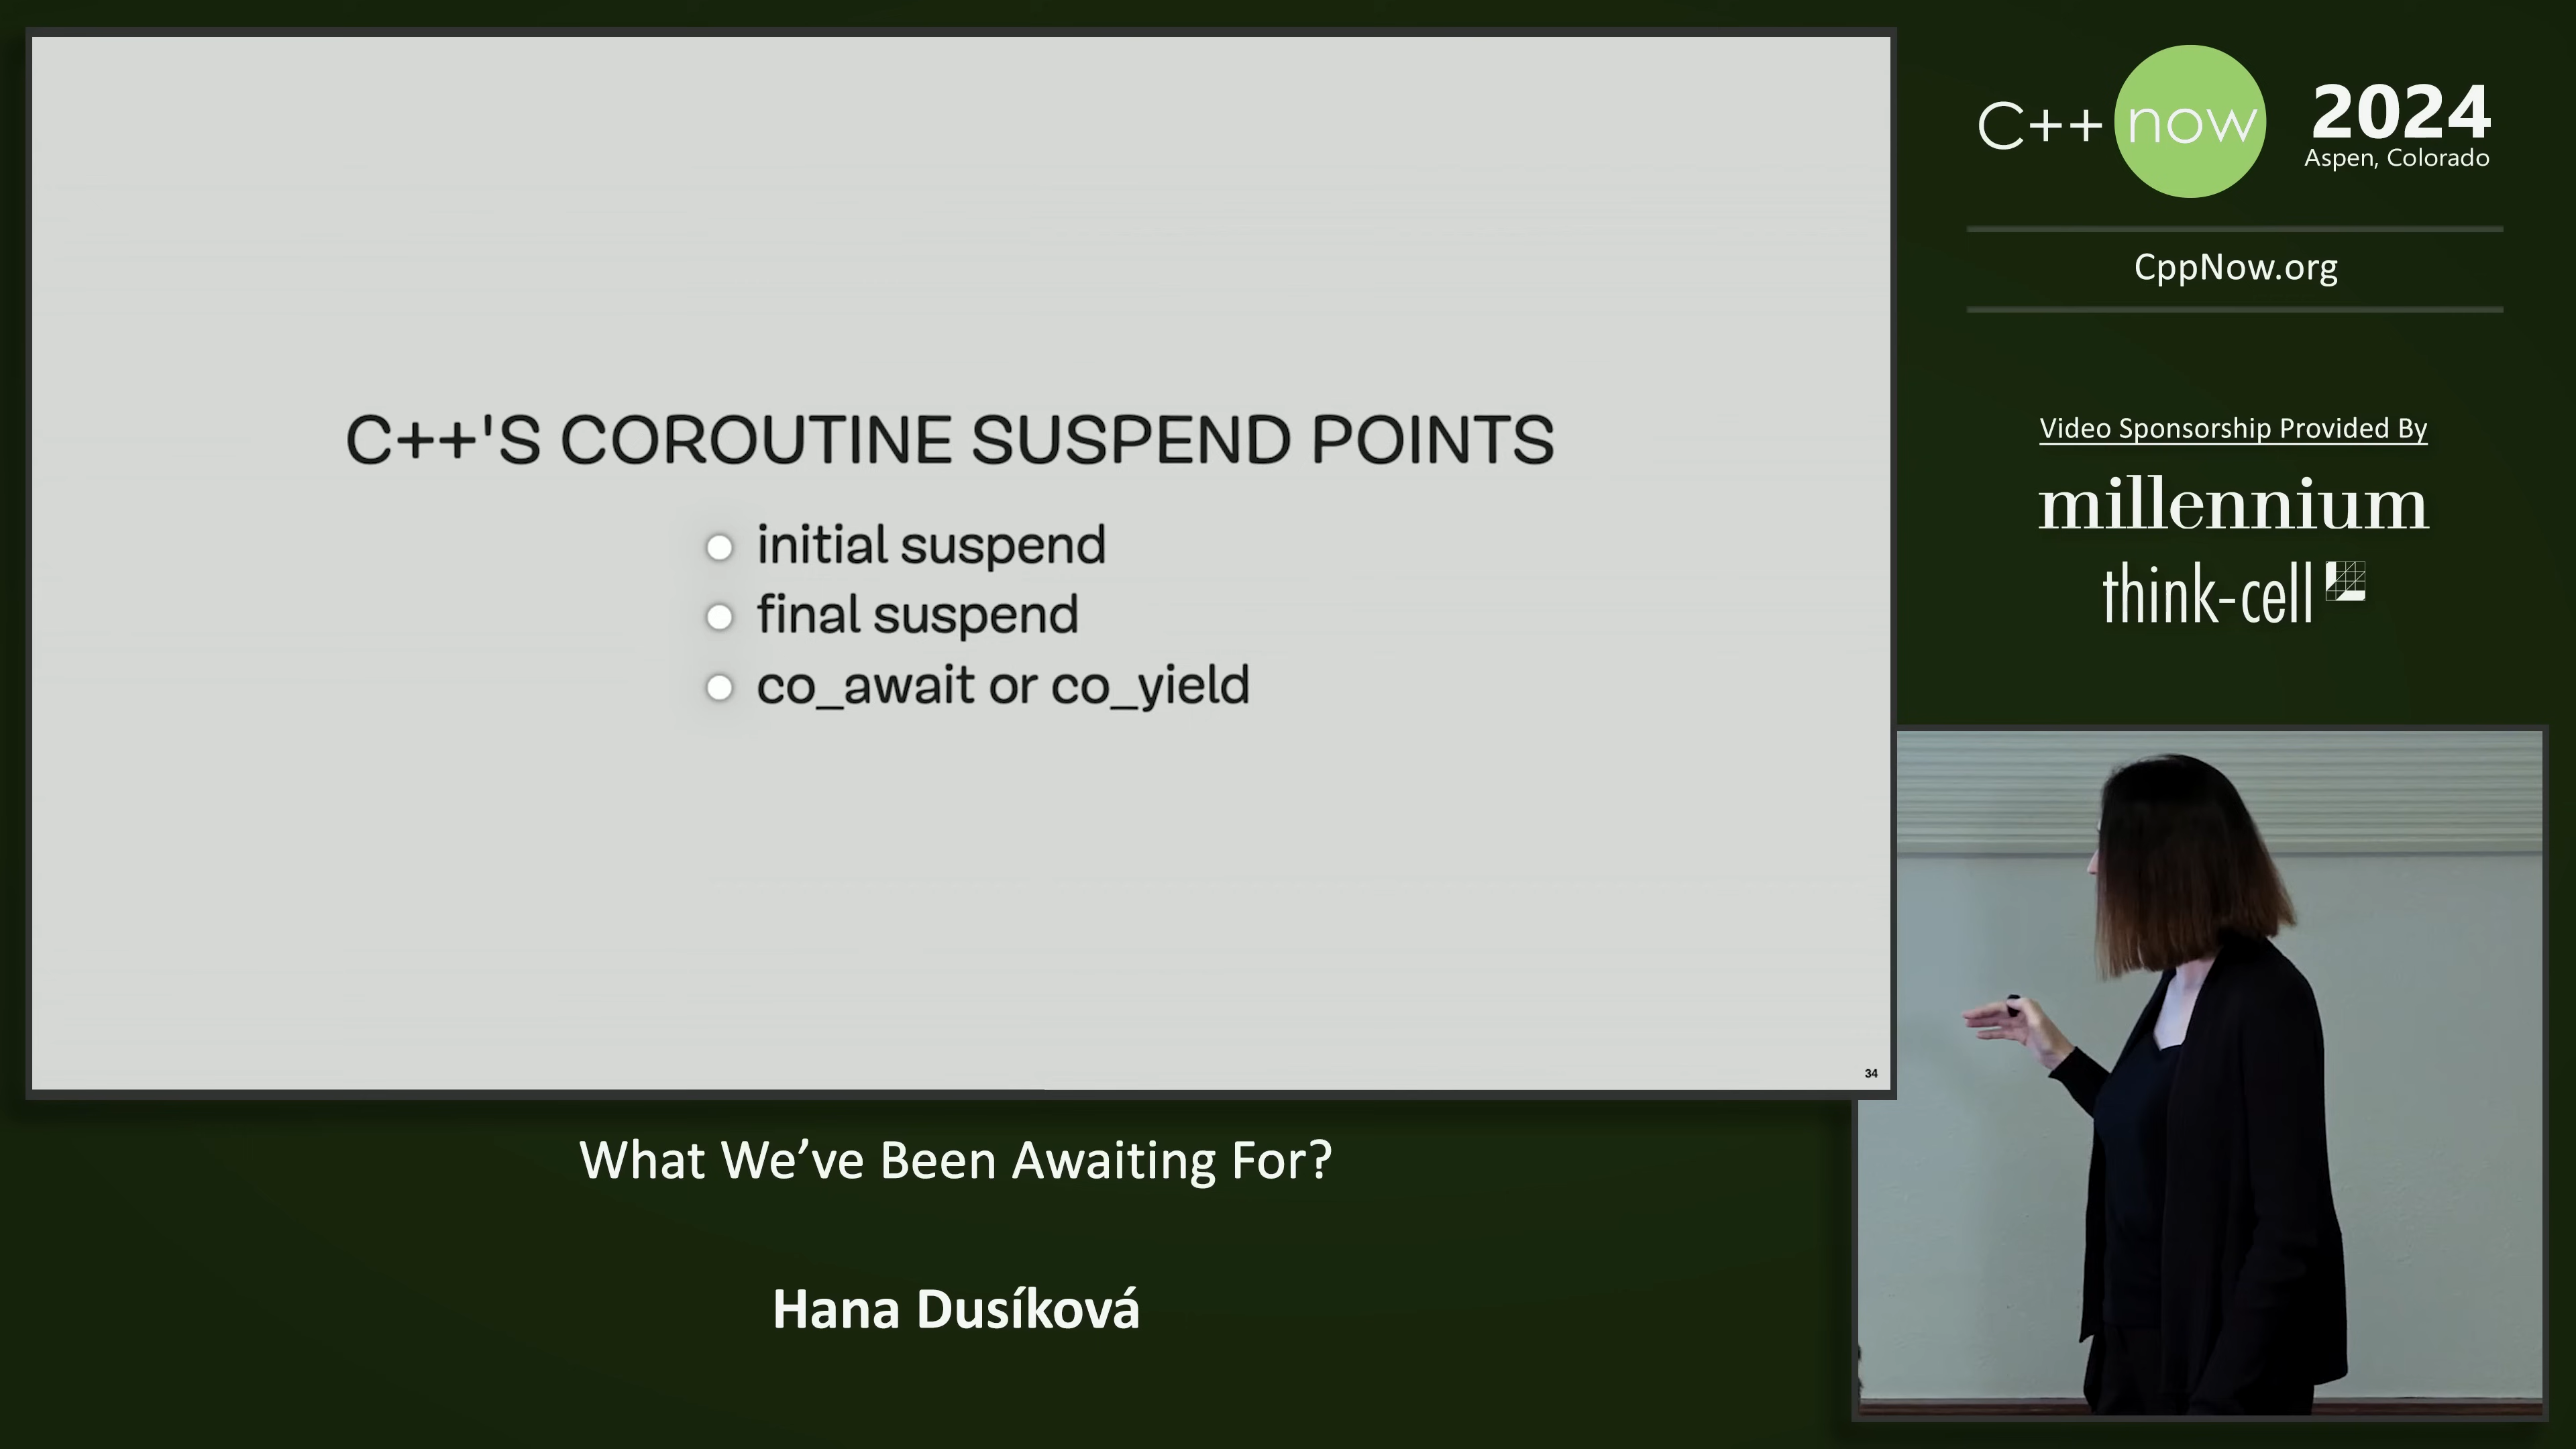 C++'S COROUTINE SUSPEND POINTS
initial suspend
final suspend
co_await or co_yield
34
C++ now
2024
Aspen, Colorado
CppNow.org
Video Sponsorship Provided By
millennium
think-cell
What We’ve Been Awaiting For?
Hana Dusíková